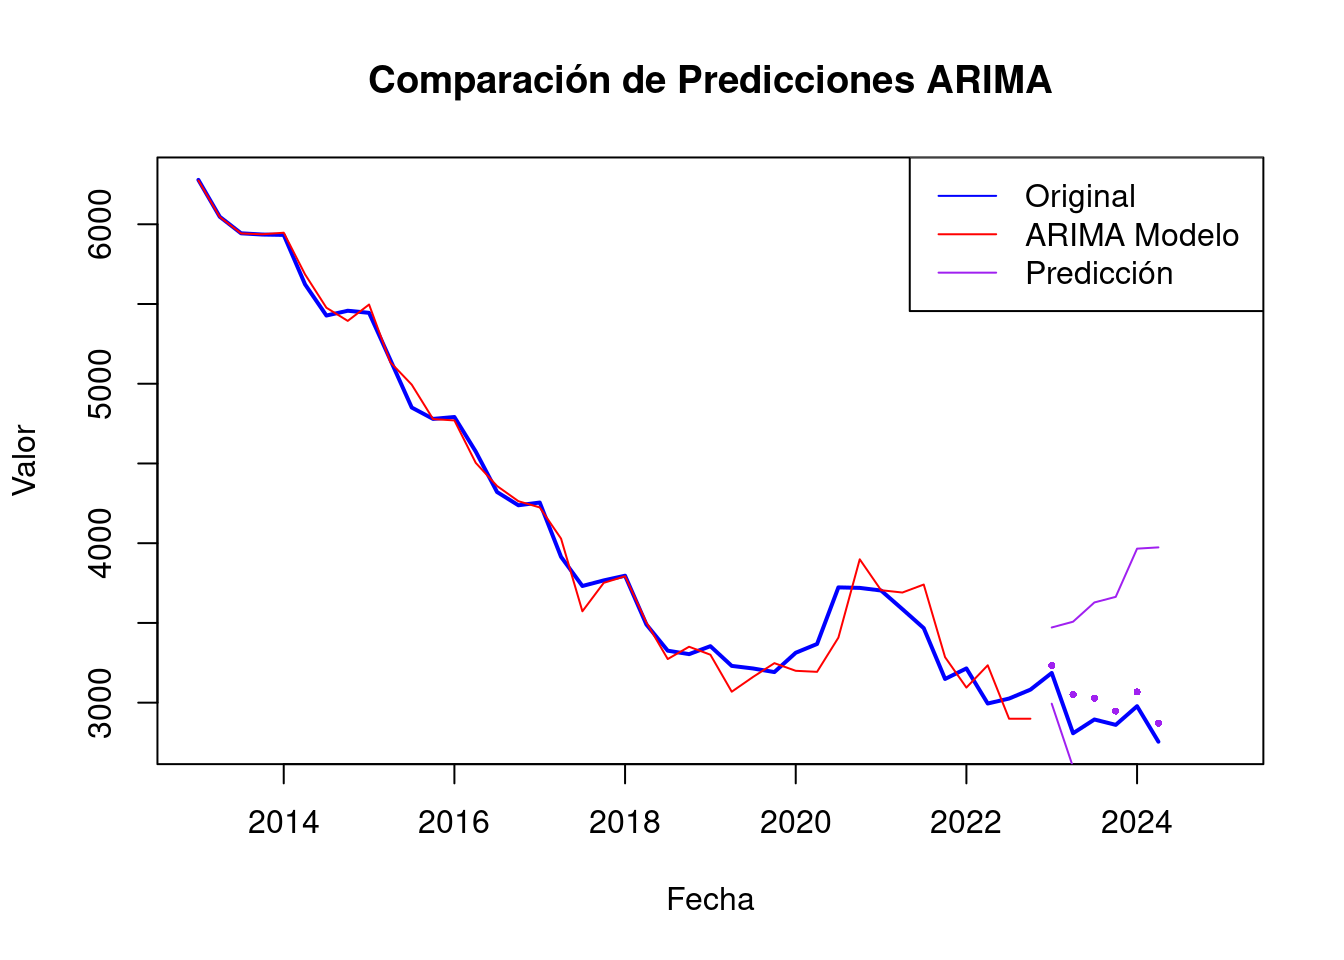 Comparación de Predicciones ARIMA
Original
ARIMA Modelo
Predicción
Valor
6000
5000
4000
3000
2014
2016
2018
2020
2022
2024
Fecha